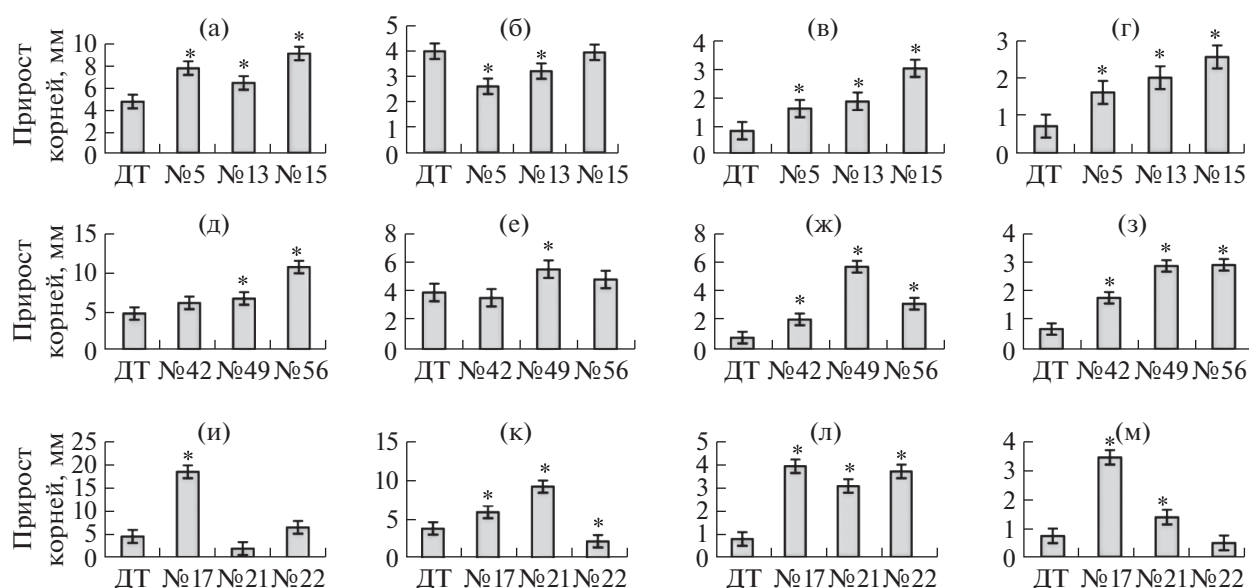 (а) (б) (в) (г)
Прирост
корней, мм
10 8 6 4 2 0
* * *
ДТ №5 №13 №15
5 4 3 2 1 0
* *
ДТ №5 №13 №15
4 3 2 1 0
* * *
ДТ №5 №13 №15
3 2 1 0
* * *
ДТ №5 №13 №15
(д) (е) (ж) (з)
Прирост
корней, мм
15 10 5 0
* *
ДТ №42 №49 №56
8 6 4 2 0
*
ДТ №42 №49 №56
8 6 4 2 0
* * *
ДТ №42 №49 №56
4 3 2 1 0
* * *
ДТ №42 №49 №56
(и) (к) (л) (м)
Прирост
корней, мм
25 20 15 10 5 0
*
ДТ №17 №21 №22
15 10 5 0
* * *
ДТ №17 №21 №22
5 4 3 2 1 0
* * *
ДТ №17 №21 №22
4 3 2 1 0
* *
ДТ №17 №21 №22